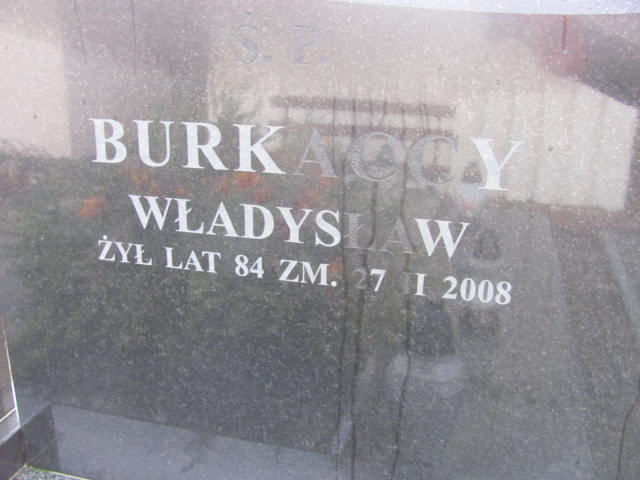 Ś. P.
BURKACCY
WŁADYSŁAW
ŻYŁ LAT 84 ZM. 27 II 2008